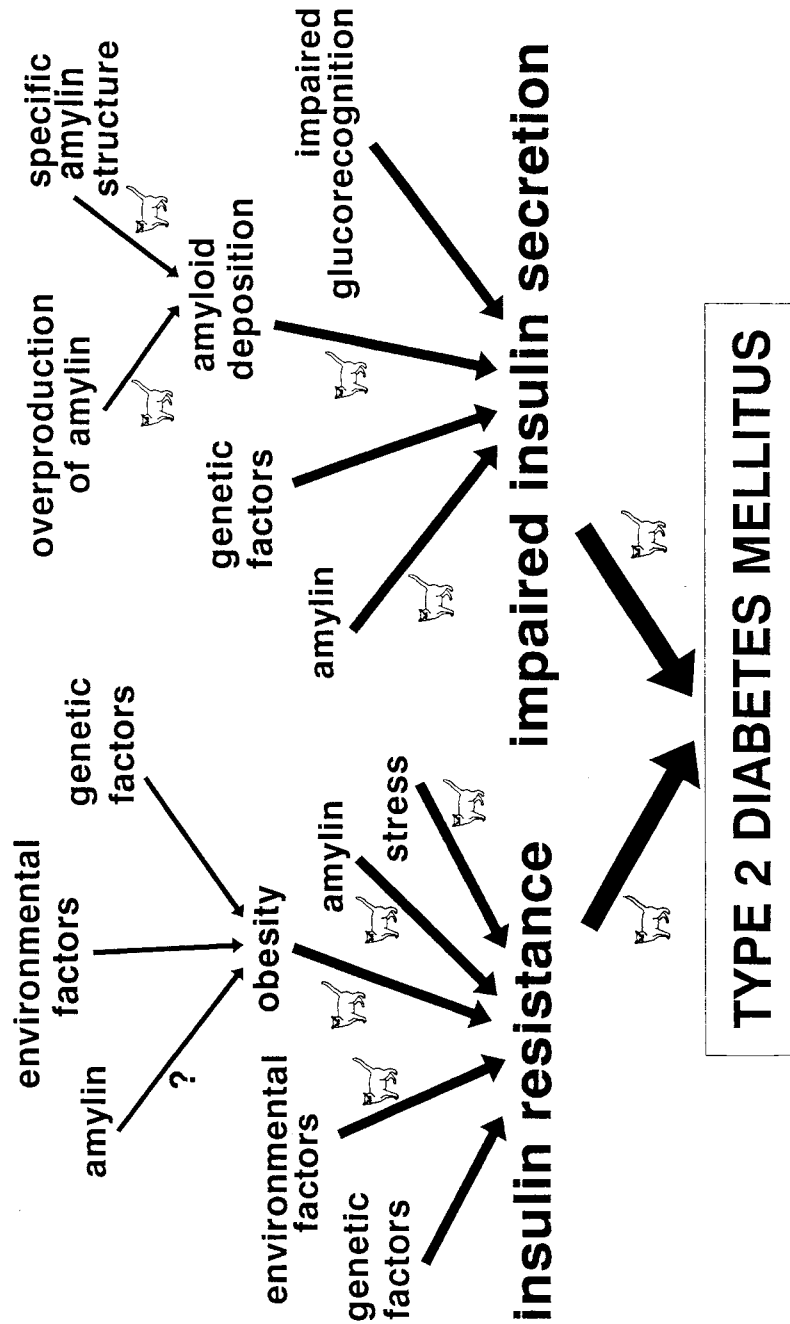 amylin
environmental
factors
genetic
factors
?
obesity
genetic
factors
environmental
factors
amylin
stress
insulin resistance
overproduction
of amylin
specific
amylin
structure
amyloid
deposition
amylin
genetic
factors
impaired
glucorecognition
impaired insulin secretion
TYPE 2 DIABETES MELLITUS